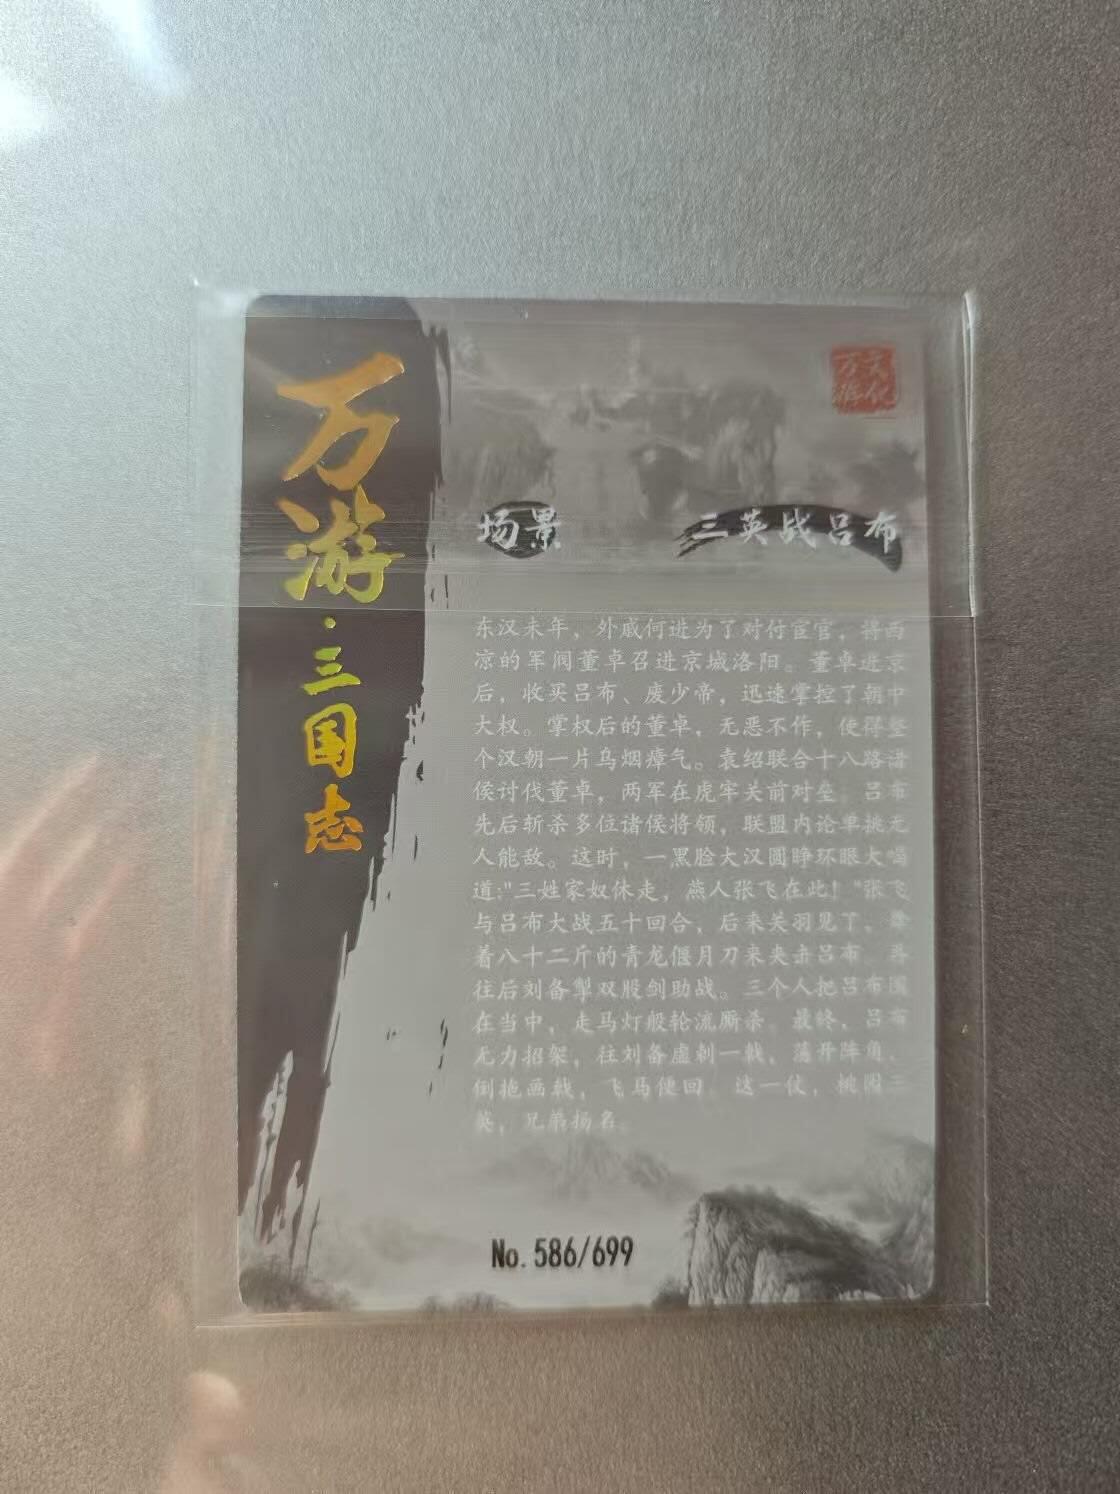 万游·三国志
万游文化
场景
三英战吕布
东汉末年，外戚何进为了对付宦官，将西
凉的军阀董卓召进京城洛阳。董卓进京
后，收买吕布、废少帝，迅速掌控了朝中
大权。掌权后的董卓，无恶不作，使得整
个汉朝一片乌烟瘴气。袁绍联合十八路诸
侯讨伐董卓，两军在虎牢关前对垒。吕布
先后斩杀多位诸侯将领，联盟内论单挑无
人能敌。这时，一黑脸大汉圆睁环眼大喝
道:"三姓家奴休走，燕人张飞在此！"张飞
与吕布大战五十回合，后来关羽见了，舞
着八十二斤的青龙偃月刀来夹击吕布，再
往后刘备掣双股剑助战。三个人把吕布围
在当中，走马灯般轮流厮杀。最终，吕布
无力招架，往刘备虚刺一戟，荡开阵角，
倒拖画戟，飞马便回。这一仗，桃园三
英，兄弟扬名。
No.586/699